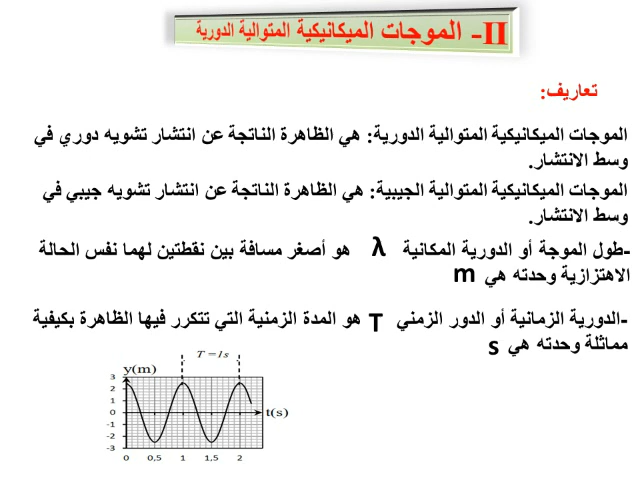 II- الموجات الميكانيكية المتوالية الدورية
تعاريف:
الموجات الميكانيكية المتوالية الدورية: هي الظاهرة الناتجة عن انتشار تشويه دوري في
وسط الانتشار.
الموجات الميكانيكية المتوالية الجيبية: هي الظاهرة الناتجة عن انتشار تشويه جيبي في
وسط الانتشار.
-طول الموجة أو الدورية المكانية λ هو أصغر مسافة بين نقطتين لهما نفس الحالة
الاهتزازية وحدته هي m
-الدورية الزمانية أو الدور الزمني T هو المدة الزمنية التي تتكرر فيها الظاهرة بكيفية
مماثلة وحدته هي s
T = 1s
y(m)
3
2
1
0
-1
-2
-3
t(s)
0 0,5 1 1,5 2